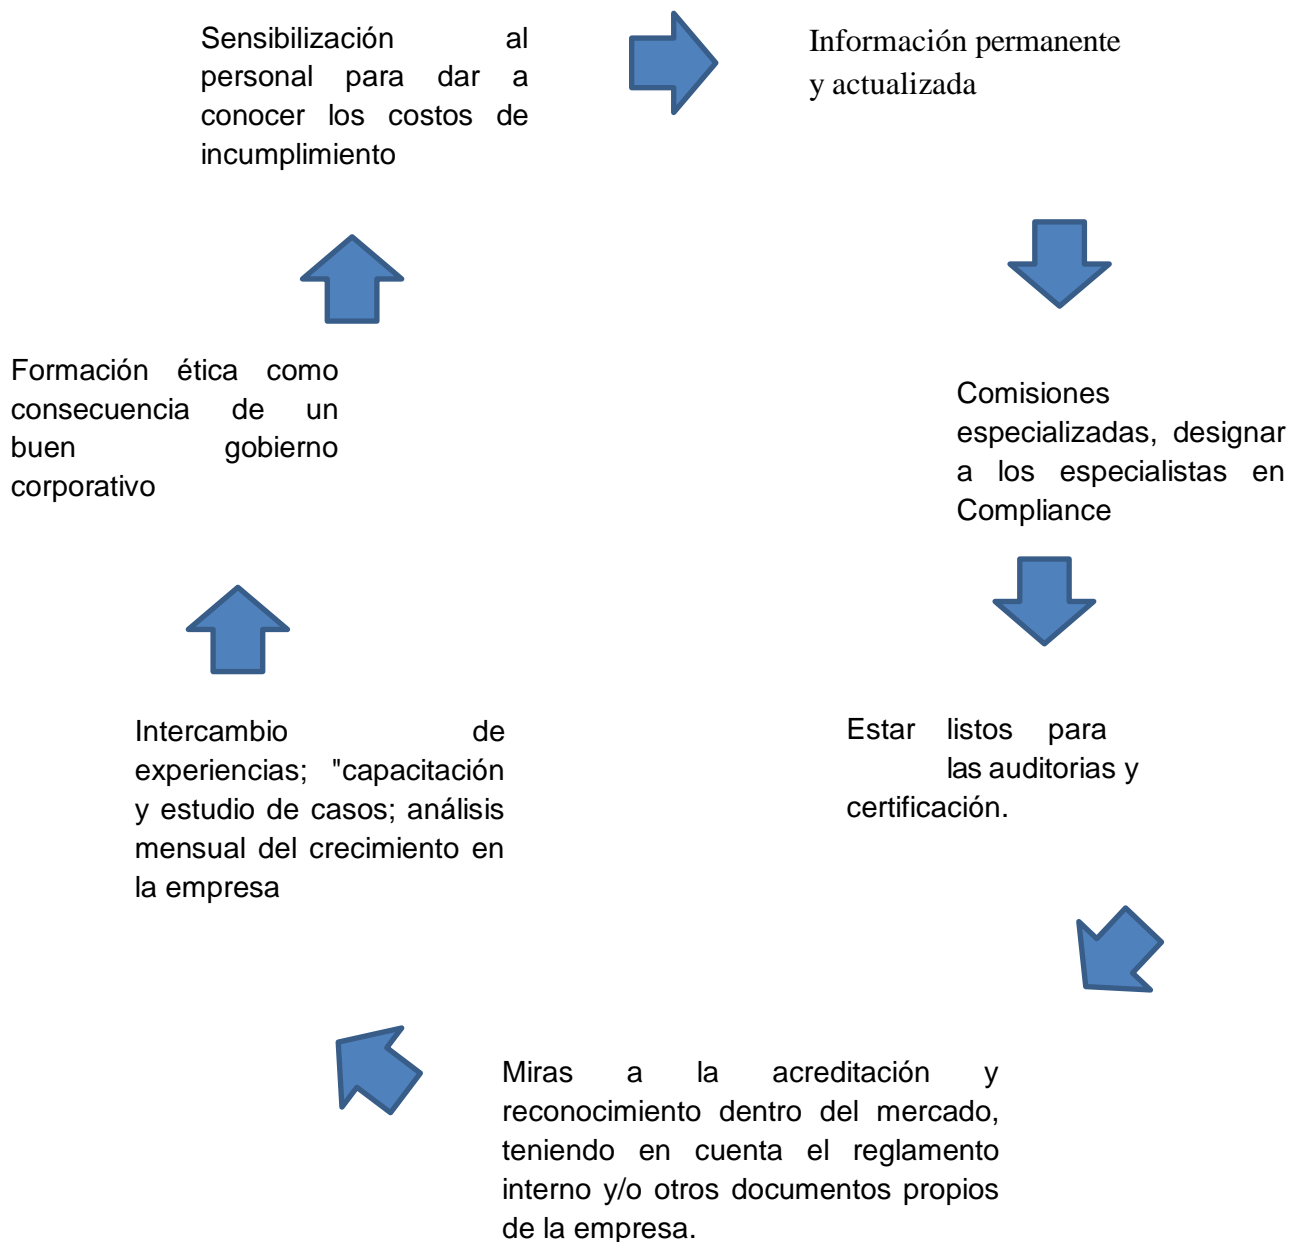 Sensibilización al
personal para dar a
conocer los costos de
incumplimiento
Información permanente
y actualizada
Comisiones
especializadas, designar
a los especialistas en
Compliance
Estar listos para
las auditorias y
certificación.
Miras a la acreditación y
reconocimiento dentro del mercado,
teniendo en cuenta el reglamento
interno y/o otros documentos propios
de la empresa.
Intercambio de
experiencias; "capacitación
y estudio de casos; análisis
mensual del crecimiento en
la empresa
Formación ética como
consecuencia de un
buen gobierno
corporativo